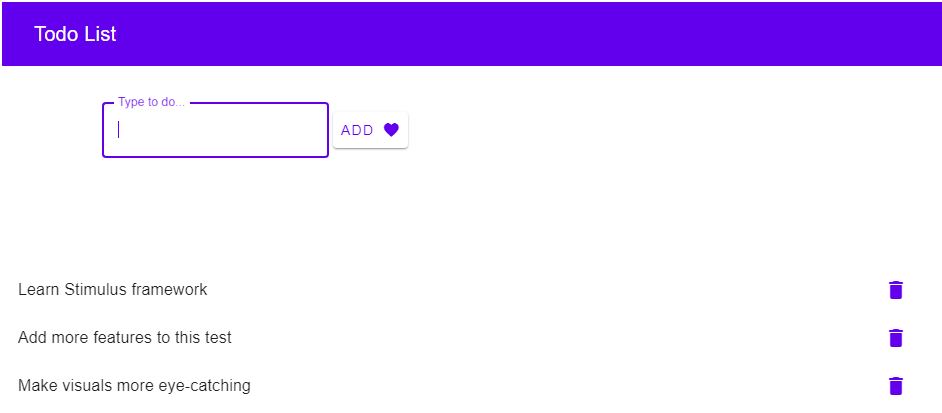 Todo List
Type to do...
ADD
Learn Stimulus framework
Add more features to this test
Make visuals more eye-catching